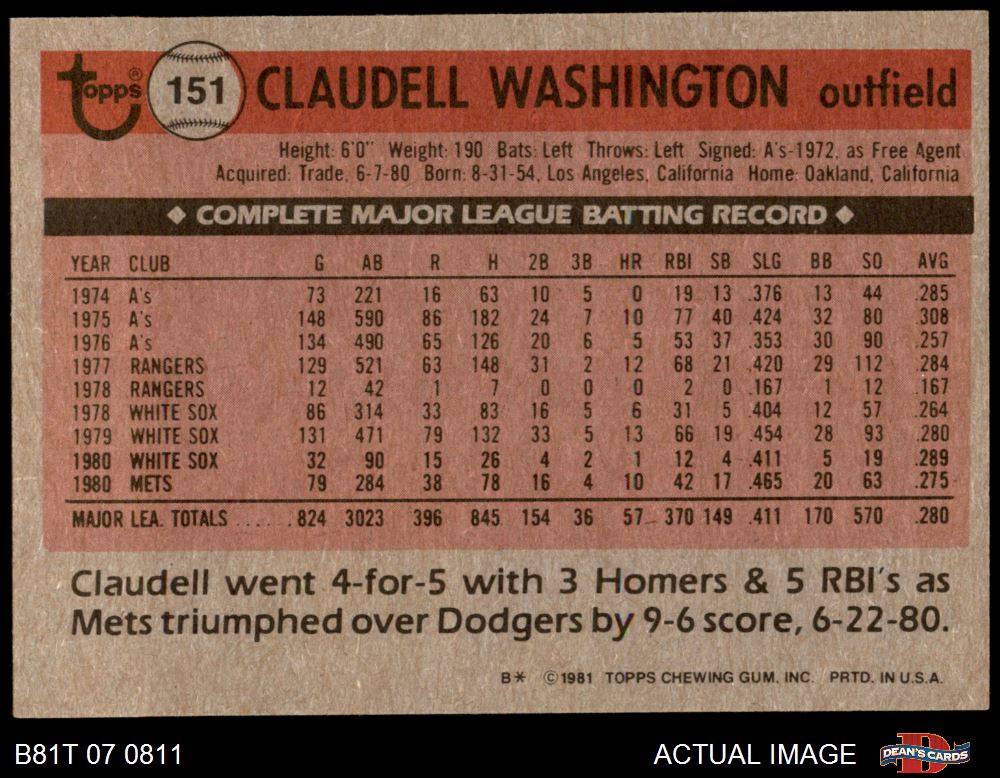 Topps® 151 CLAUDELL WASHINGTON outfield
Height: 6'0" Weight: 190 Bats: Left Throws: Left Signed: A's-1972, as Free Agent
Acquired: Trade, 6-7-80 Born: 8-31-54, Los Angeles, California Home: Oakland, California
◆ COMPLETE MAJOR LEAGUE BATTING RECORD ◆
YEAR CLUB G AB R H 2B 3B HR RBI SB SLG BB SO AVG
1974 A's 73 221 16 63 10 5 0 19 13 .376 13 44 .285
1975 A's 148 590 86 182 24 7 10 77 40 .424 32 80 .308
1976 A's 134 490 65 126 20 6 5 53 37 .353 30 90 .257
1977 RANGERS 129 521 63 148 31 2 12 68 21 .420 29 112 .284
1978 RANGERS 12 42 1 7 0 0 0 2 0 .167 1 12 .167
1978 WHITE SOX 86 314 33 83 16 5 6 31 5 .404 12 57 .264
1979 WHITE SOX 131 471 79 132 33 5 13 66 19 .454 28 93 .280
1980 WHITE SOX 32 90 15 26 4 2 1 12 4 .411 5 19 .289
1980 METS 79 284 38 78 16 4 10 42 17 .465 20 63 .275
MAJOR LEA. TOTALS ...... 824 3023 396 845 154 36 57 370 149 .411 170 570 .280
Claudell went 4-for-5 with 3 Homers & 5 RBI's as
Mets triumphed over Dodgers by 9-6 score, 6-22-80.
B* ©1981 TOPPS CHEWING GUM, INC. PRTD. IN U.S.A.
B81T 07 0811 ACTUAL IMAGE DEAN'S CARDS